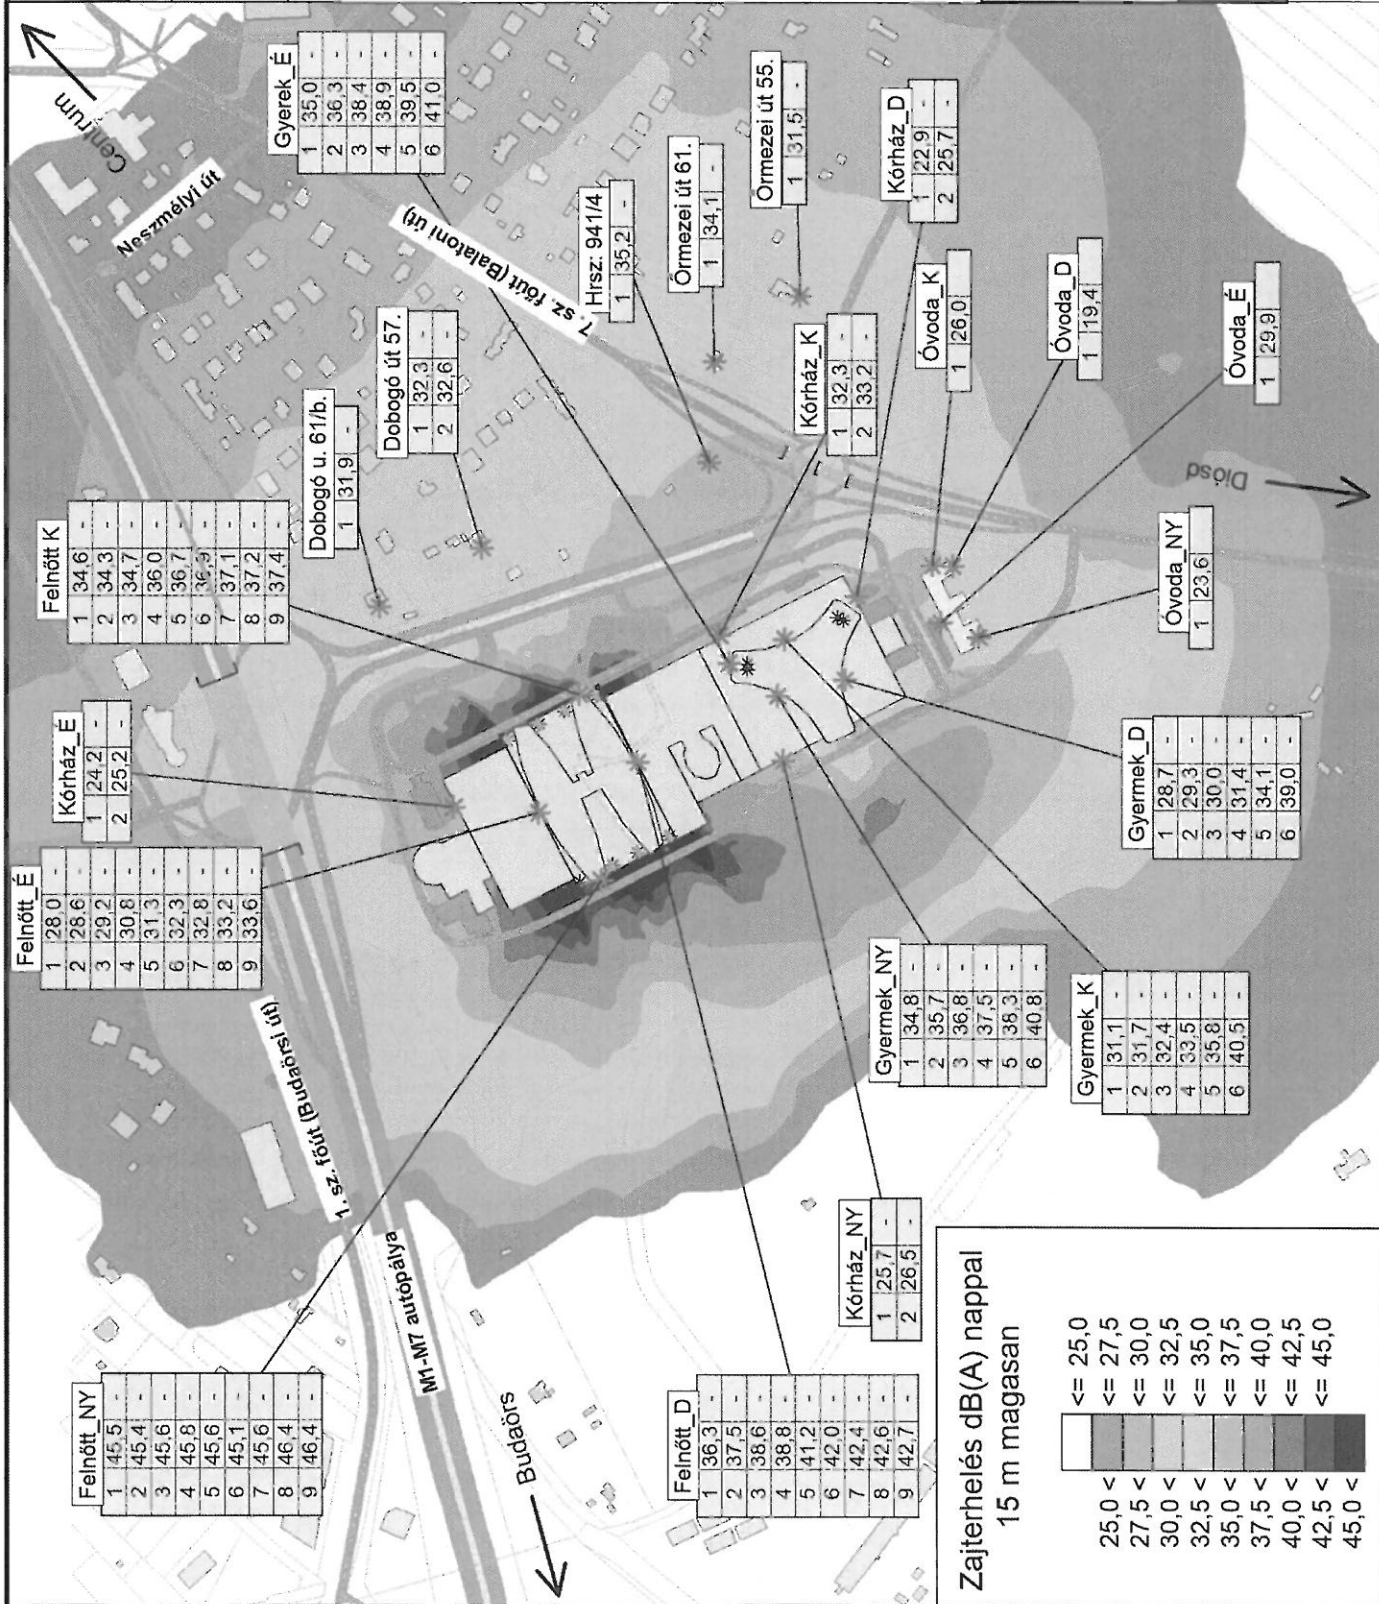 Centrum
Neszmélyi út
Gyerek_É
1 35,0 -
2 36,3 -
3 38,4 -
4 38,9 -
5 39,5 -
6 41,0 -
7. sz. főút (Balatoni út)
Hrsz: 941/4
1 35,2 -
Őrmezei út 61.
1 34,1 -
Őrmezei út 55.
1 31,5 -
Kórház_D
1 22,9 -
2 25,7 -
Felnőtt K
1 34,6 -
2 34,3 -
3 34,7 -
4 36,0 -
5 36,7 -
6 36,9 -
7 37,1 -
8 37,2 -
9 37,4 -
Dobogó u. 61/b.
1 31,9 -
Dobogó út 57.
1 32,3 -
2 32,6 -
Kórház_K
1 32,3 -
2 33,2 -
Óvoda_K
1 26,0
Óvoda_D
1 19,4
Óvoda_É
1 29,9
Óvoda_NY
1 23,6
Diósd
Kórház_É
1 24,2 -
2 25,2 -
Felnőtt_É
1 28,0 -
2 28,6 -
3 29,2 -
4 30,8 -
5 31,3 -
6 32,3 -
7 32,8 -
8 33,2 -
9 33,6 -
Gyermek_D
1 28,7 -
2 29,3 -
3 30,0 -
4 31,4 -
5 34,1 -
6 39,0 -
Gyermek_NY
1 34,8 -
2 35,7 -
3 36,8 -
4 37,5 -
5 38,3 -
6 40,8 -
Gyermek_K
1 31,1 -
2 31,7 -
3 32,4 -
4 33,5 -
5 35,8 -
6 40,5 -
1. sz. főút (Budaörsi út)
M1-M7 autópálya
Budaörs
Felnőtt_NY
1 45,5 -
2 45,4 -
3 45,6 -
4 45,8 -
5 45,6 -
6 45,1 -
7 45,6 -
8 46,4 -
9 46,4 -
Felnőtt_D
1 36,3 -
2 37,5 -
3 38,6 -
4 38,8 -
5 41,2 -
6 42,0 -
7 42,4 -
8 42,6 -
9 42,7 -
Kórház_NY
1 25,7 -
2 26,5 -
Zajterhelés dB(A) nappal
15 m magasan
<= 25,0
25,0 < <= 27,5
27,5 < <= 30,0
30,0 < <= 32,5
32,5 < <= 35,0
35,0 < <= 37,5
37,5 < <= 40,0
40,0 < <= 42,5
42,5 < <= 45,0
45,0 <